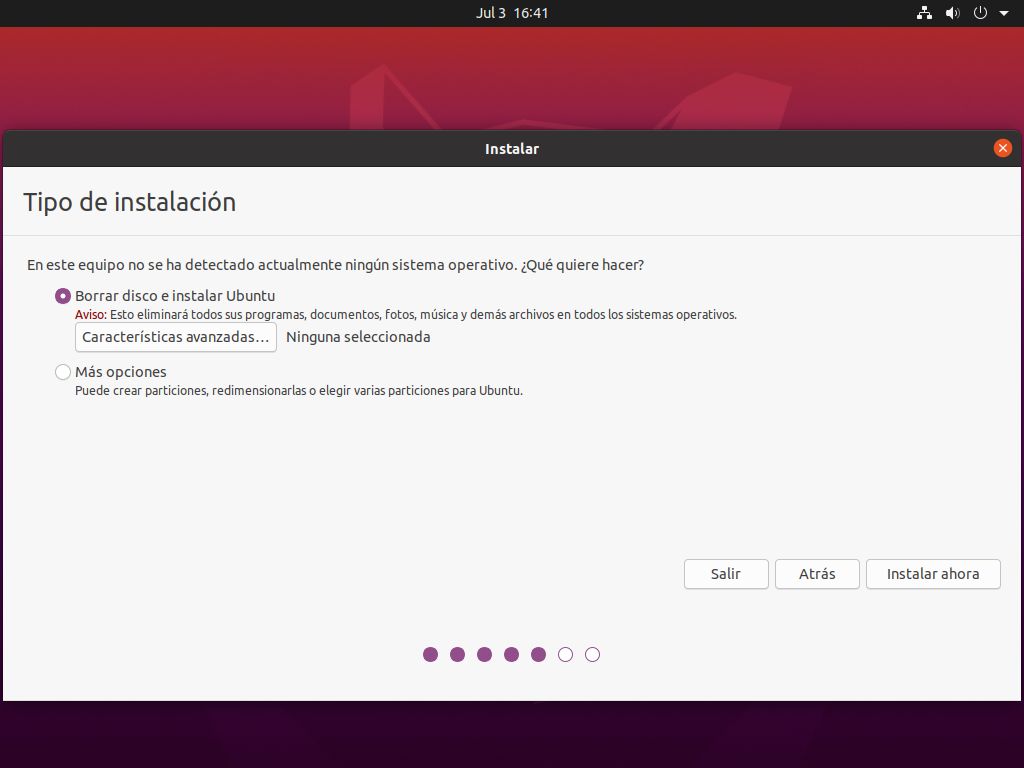 Jul 3 16:41
Instalar
Tipo de instalación
En este equipo no se ha detectado actualmente ningún sistema operativo. ¿Qué quiere hacer?
Borrar disco e instalar Ubuntu
Aviso: Esto eliminará todos sus programas, documentos, fotos, música y demás archivos en todos los sistemas operativos.
Características avanzadas... Ninguna seleccionada
Más opciones
Puede crear particiones, redimensionarlas o elegir varias particiones para Ubuntu.
Salir Atrás Instalar ahora